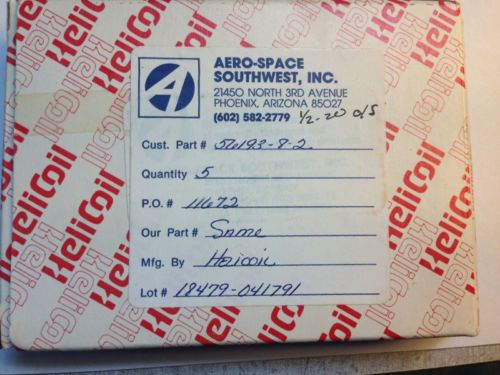 HeliCoil
A
AERO-SPACE
SOUTHWEST, INC.
21450 NORTH 3RD AVENUE
PHOENIX, ARIZONA 85027
(602) 582-2779 1/2-20 O/S
Cust. Part # 56193-8-2
Quantity 5
P.O. # 11672
Our Part # Same
Mfg. By Helicoil
Lot # 18479-041791